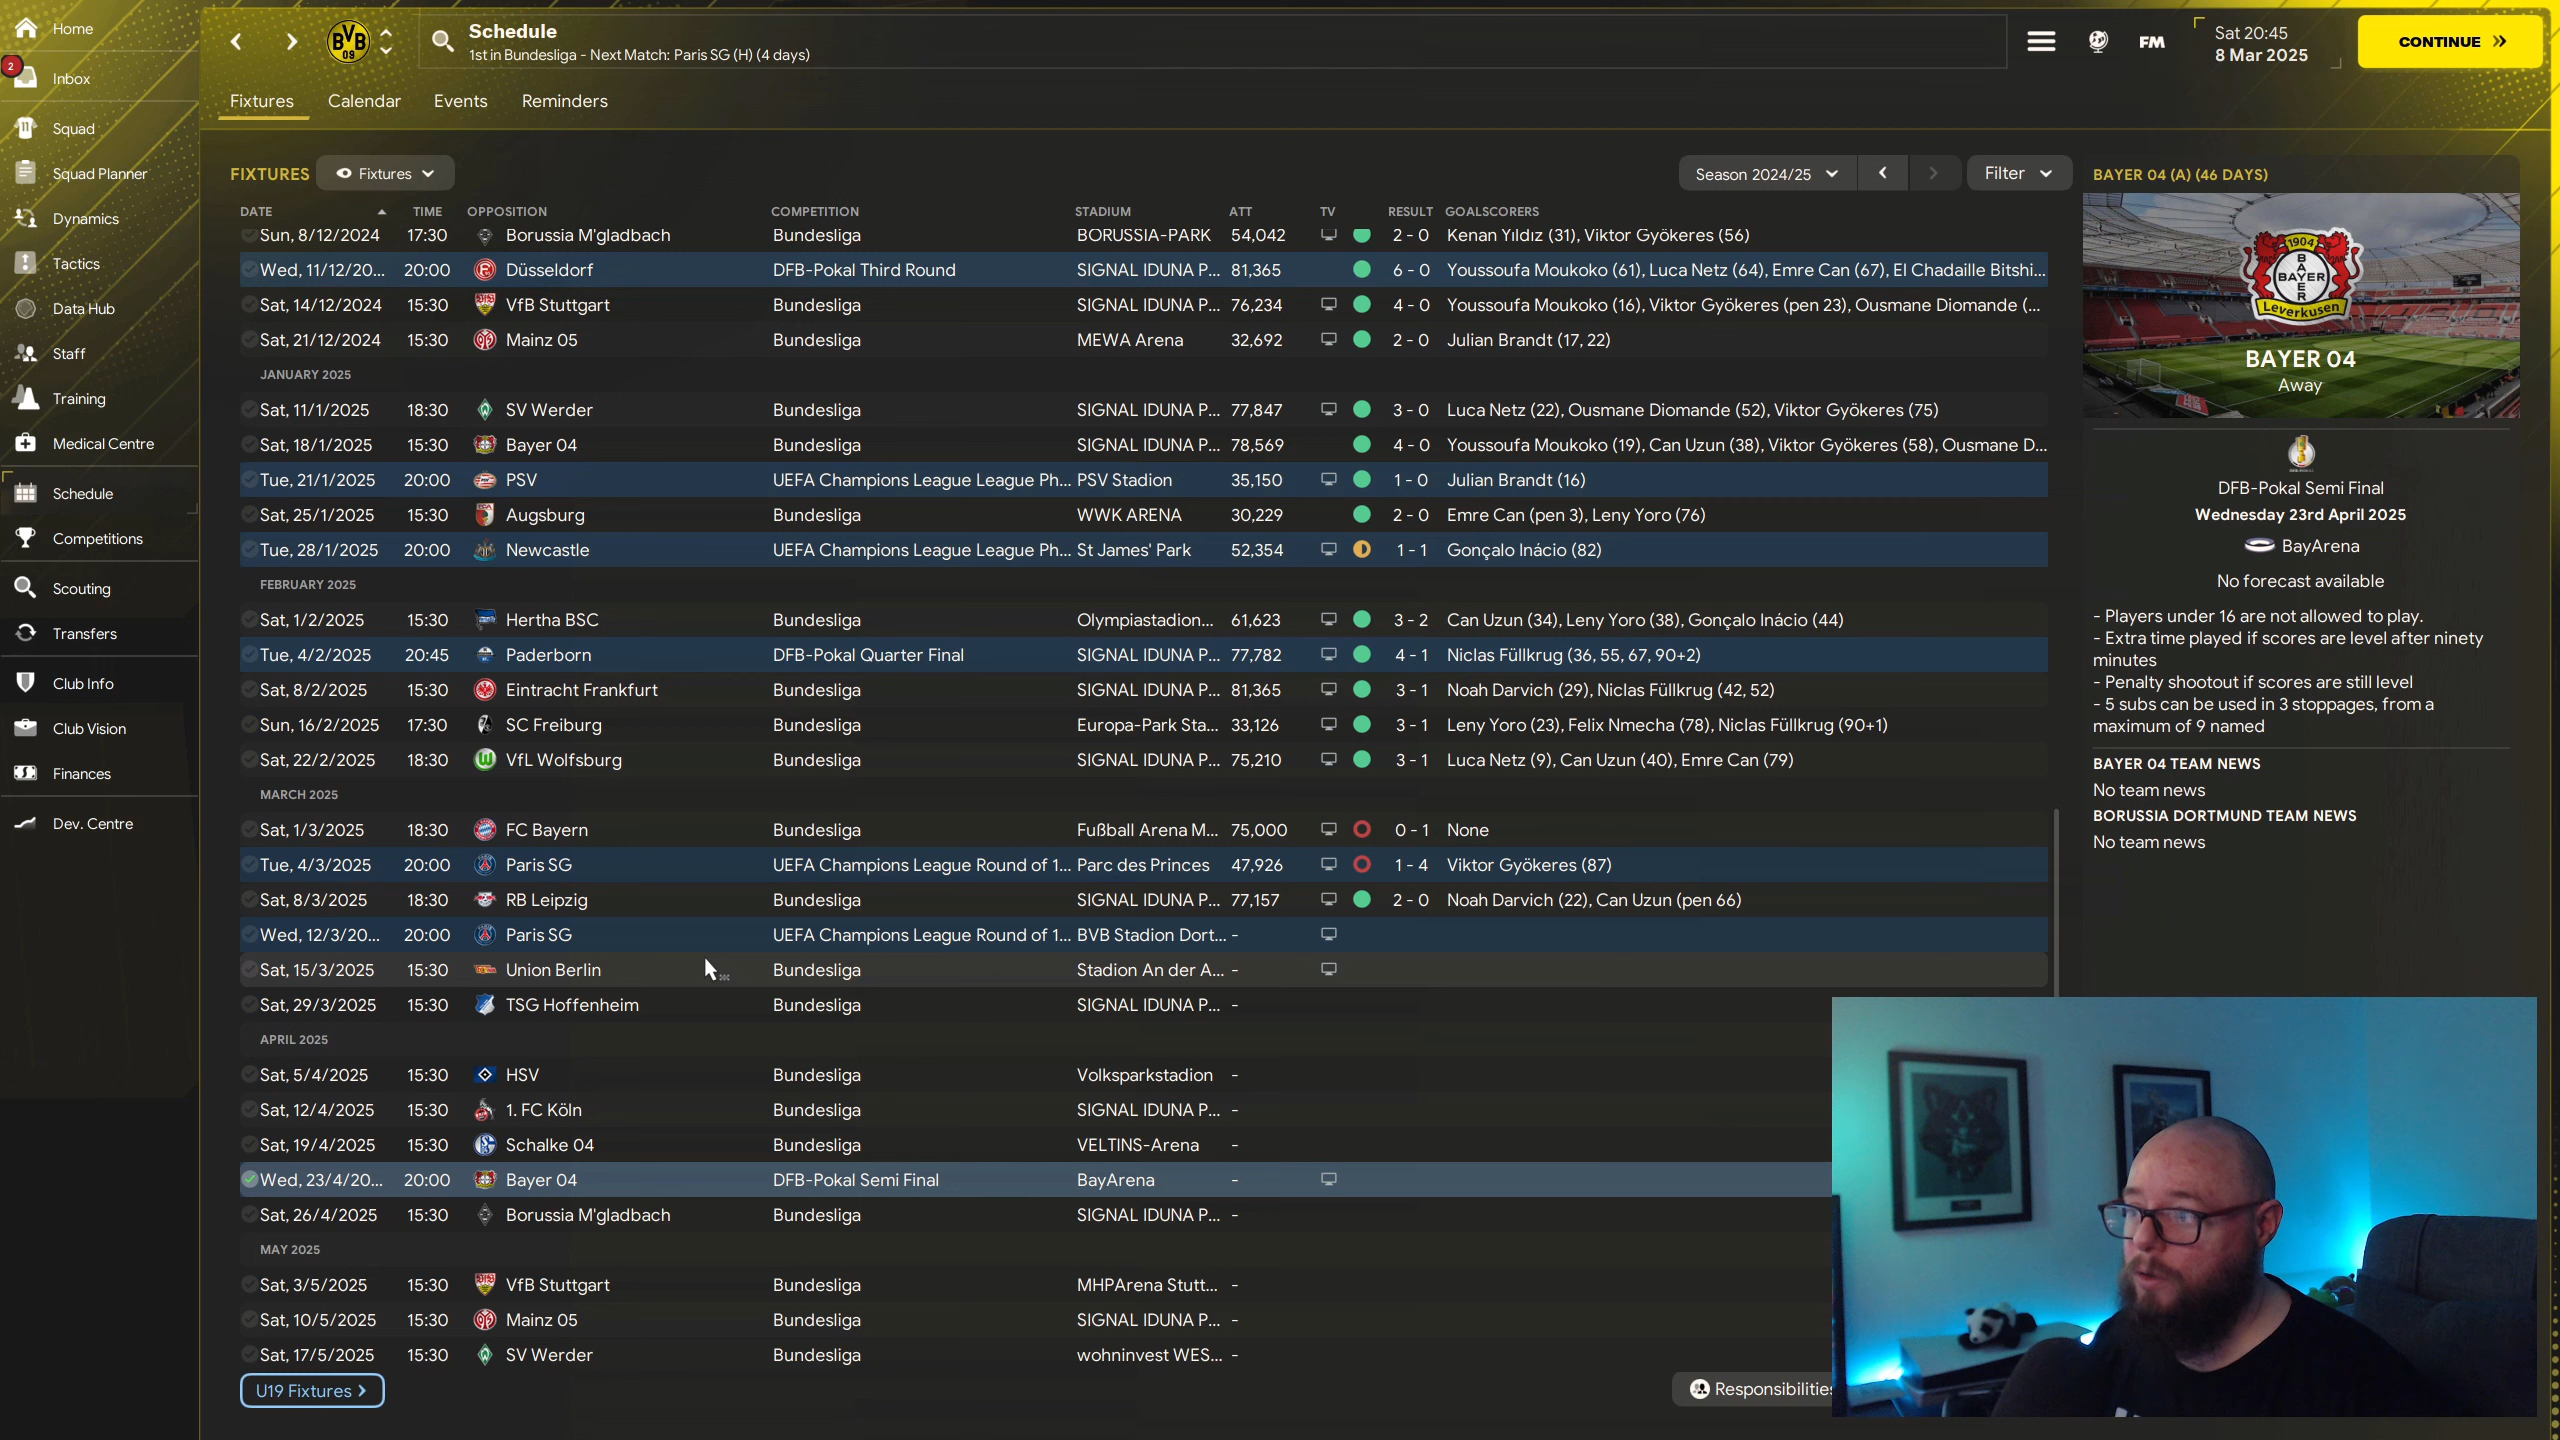 Home
2
Inbox
Squad
Squad Planner
Dynamics
Tactics
Data Hub
Staff
Training
Medical Centre
Schedule
Competitions
Scouting
Transfers
Club Info
Club Vision
Finances
Dev. Centre
BVB
09
Schedule
1st in Bundesliga - Next Match: Paris SG (H) (4 days)
FM
Sat 20:45
8 Mar 2025
CONTINUE
Fixtures Calendar Events Reminders
FIXTURES Fixtures
Season 2024/25 Filter
DATE TIME OPPOSITION COMPETITION STADIUM ATT TV RESULT GOALSCORERS
Sun, 8/12/2024 17:30 Borussia M'gladbach Bundesliga BORUSSIA-PARK 54,042 2 - 0 Kenan Yıldız (31), Viktor Gyökeres (56)
Wed, 11/12/20... 20:00 Düsseldorf DFB-Pokal Third Round SIGNAL IDUNA P... 81,365 6 - 0 Youssoufa Moukoko (61), Luca Netz (64), Emre Can (67), El Chadaille Bitshi...
Sat, 14/12/2024 15:30 VfB Stuttgart Bundesliga SIGNAL IDUNA P... 76,234 4 - 0 Youssoufa Moukoko (16), Viktor Gyökeres (pen 23), Ousmane Diomande (...
Sat, 21/12/2024 15:30 Mainz 05 Bundesliga MEWA Arena 32,692 2 - 0 Julian Brandt (17, 22)
JANUARY 2025
Sat, 11/1/2025 18:30 SV Werder Bundesliga SIGNAL IDUNA P... 77,847 3 - 0 Luca Netz (22), Ousmane Diomande (52), Viktor Gyökeres (75)
Sat, 18/1/2025 15:30 Bayer 04 Bundesliga SIGNAL IDUNA P... 78,569 4 - 0 Youssoufa Moukoko (19), Can Uzun (38), Viktor Gyökeres (58), Ousmane D...
Tue, 21/1/2025 20:00 PSV UEFA Champions League League Ph... PSV Stadion 35,150 1 - 0 Julian Brandt (16)
Sat, 25/1/2025 15:30 Augsburg Bundesliga WWK ARENA 30,229 2 - 0 Emre Can (pen 3), Leny Yoro (76)
Tue, 28/1/2025 20:00 Newcastle UEFA Champions League League Ph... St James' Park 52,354 1 - 1 Gonçalo Inácio (82)
FEBRUARY 2025
Sat, 1/2/2025 15:30 Hertha BSC Bundesliga Olympiastadion... 61,623 3 - 2 Can Uzun (34), Leny Yoro (38), Gonçalo Inácio (44)
Tue, 4/2/2025 20:45 Paderborn DFB-Pokal Quarter Final SIGNAL IDUNA P... 77,782 4 - 1 Niclas Füllkrug (36, 55, 67, 90+2)
Sat, 8/2/2025 15:30 Eintracht Frankfurt Bundesliga SIGNAL IDUNA P... 81,365 3 - 1 Noah Darvich (29), Niclas Füllkrug (42, 52)
Sun, 16/2/2025 17:30 SC Freiburg Bundesliga Europa-Park Sta... 33,126 3 - 1 Leny Yoro (23), Felix Nmecha (78), Niclas Füllkrug (90+1)
Sat, 22/2/2025 18:30 VfL Wolfsburg Bundesliga SIGNAL IDUNA P... 75,210 3 - 1 Luca Netz (9), Can Uzun (40), Emre Can (79)
MARCH 2025
Sat, 1/3/2025 18:30 FC Bayern Bundesliga Fußball Arena M... 75,000 0 - 1 None
Tue, 4/3/2025 20:00 Paris SG UEFA Champions League Round of 1... Parc des Princes 47,926 1 - 4 Viktor Gyökeres (87)
Sat, 8/3/2025 18:30 RB Leipzig Bundesliga SIGNAL IDUNA P... 77,157 2 - 0 Noah Darvich (22), Can Uzun (pen 66)
Wed, 12/3/20... 20:00 Paris SG UEFA Champions League Round of 1... BVB Stadion Dort... -
Sat, 15/3/2025 15:30 Union Berlin Bundesliga Stadion An der A... -
Sat, 29/3/2025 15:30 TSG Hoffenheim Bundesliga SIGNAL IDUNA P... -
APRIL 2025
Sat, 5/4/2025 15:30 HSV Bundesliga Volksparkstadion -
Sat, 12/4/2025 15:30 1. FC Köln Bundesliga SIGNAL IDUNA P... -
Sat, 19/4/2025 15:30 Schalke 04 Bundesliga VELTINS-Arena -
Wed, 23/4/20... 20:00 Bayer 04 DFB-Pokal Semi Final BayArena -
Sat, 26/4/2025 15:30 Borussia M'gladbach Bundesliga SIGNAL IDUNA P... -
MAY 2025
Sat, 3/5/2025 15:30 VfB Stuttgart Bundesliga MHPArena Stutt... -
Sat, 10/5/2025 15:30 Mainz 05 Bundesliga SIGNAL IDUNA P... -
Sat, 17/5/2025 15:30 SV Werder Bundesliga wohninvest WES... -
U19 Fixtures
Responsibilities
BAYER 04 (A) (46 DAYS)
1904
BAYER
BAYER
Leverkusen
BAYER 04
Away
DFB-Pokal Semi Final
Wednesday 23rd April 2025
BayArena
No forecast available
- Players under 16 are not allowed to play.
- Extra time played if scores are level after ninety
minutes
- Penalty shootout if scores are still level
- 5 subs can be used in 3 stoppages, from a
maximum of 9 named
BAYER 04 TEAM NEWS
No team news
BORUSSIA DORTMUND TEAM NEWS
No team news